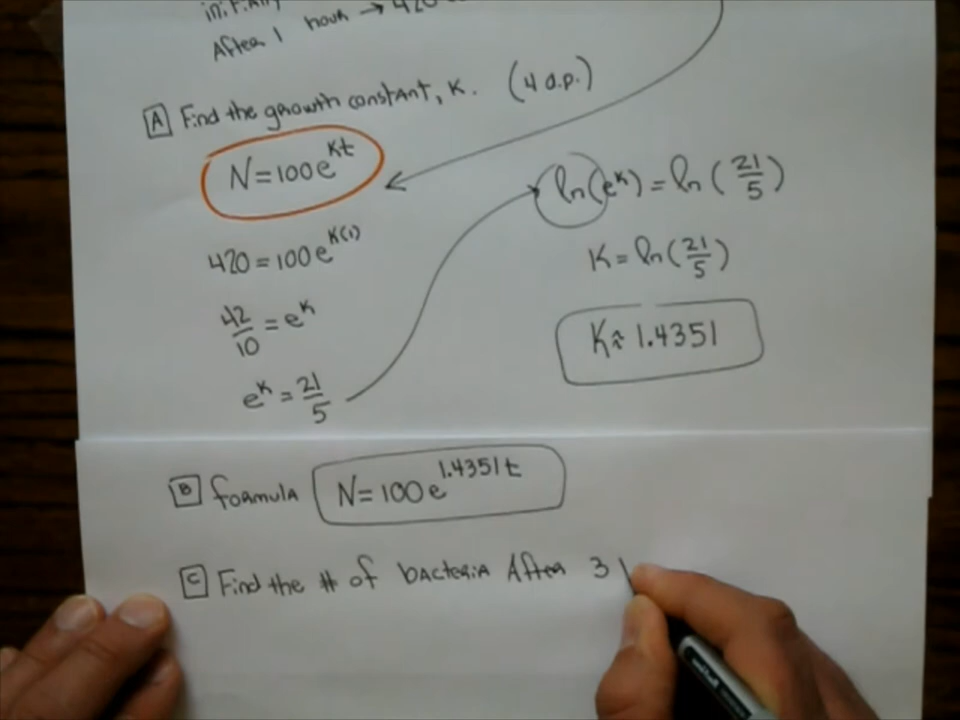 After 1 hour → 420
A Find the growth constant, K. (4 d.p.)
N = 100e^{Kt}
420 = 100e^{K(1)}
42/10 = e^K
e^K = 21/5
ln(e^K) = ln(21/5)
K = ln(21/5)
K ≈ 1.4351
B formula N = 100e^{1.4351t}
C Find the # of bacteria After 3